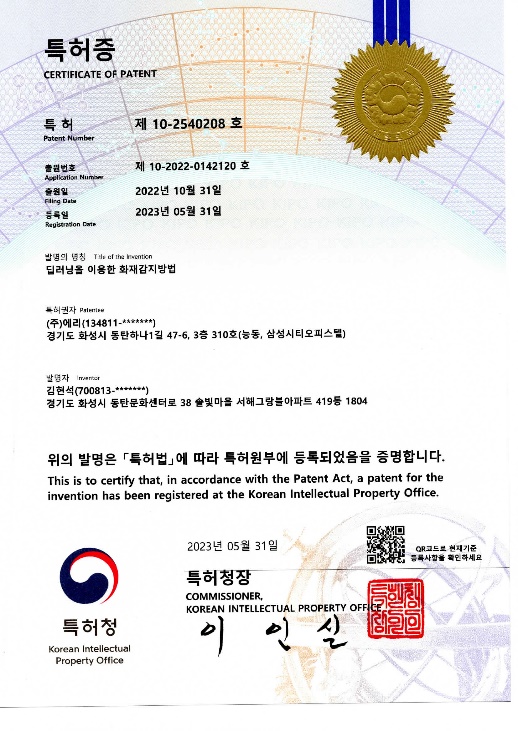 특허증
CERTIFICATE OF PATENT
특 허 제 10-2540208 호
Patent Number
출원번호 제 10-2022-0142120 호
Application Number
출원일 2022년 10월 31일
Filing Date
등록일 2023년 05월 31일
Registration Date
발명의 명칭 Title of the Invention
딥러닝을 이용한 화재감지방법
특허권자 Patentee
(주)에리(134811-*******)
경기도 화성시 동탄하나1길 47-6, 3층 310호(능동, 삼성시티오피스텔)
발명자 Inventor
김현석(700813-*******)
경기도 화성시 동탄문화센터로 38 솔빛마을 서해그랑블아파트 419동 1804
위의 발명은 「특허법」에 따라 특허원부에 등록되었음을 증명합니다.
This is to certify that, in accordance with the Patent Act, a patent for the
invention has been registered at the Korean Intellectual Property Office.
2023년 05월 31일
QR코드로 현재기준
등록사항을 확인하세요
특허청장
COMMISSIONER,
KOREAN INTELLECTUAL PROPERTY OFFICE
이 인 실
특허청
Korean Intellectual
Property Office